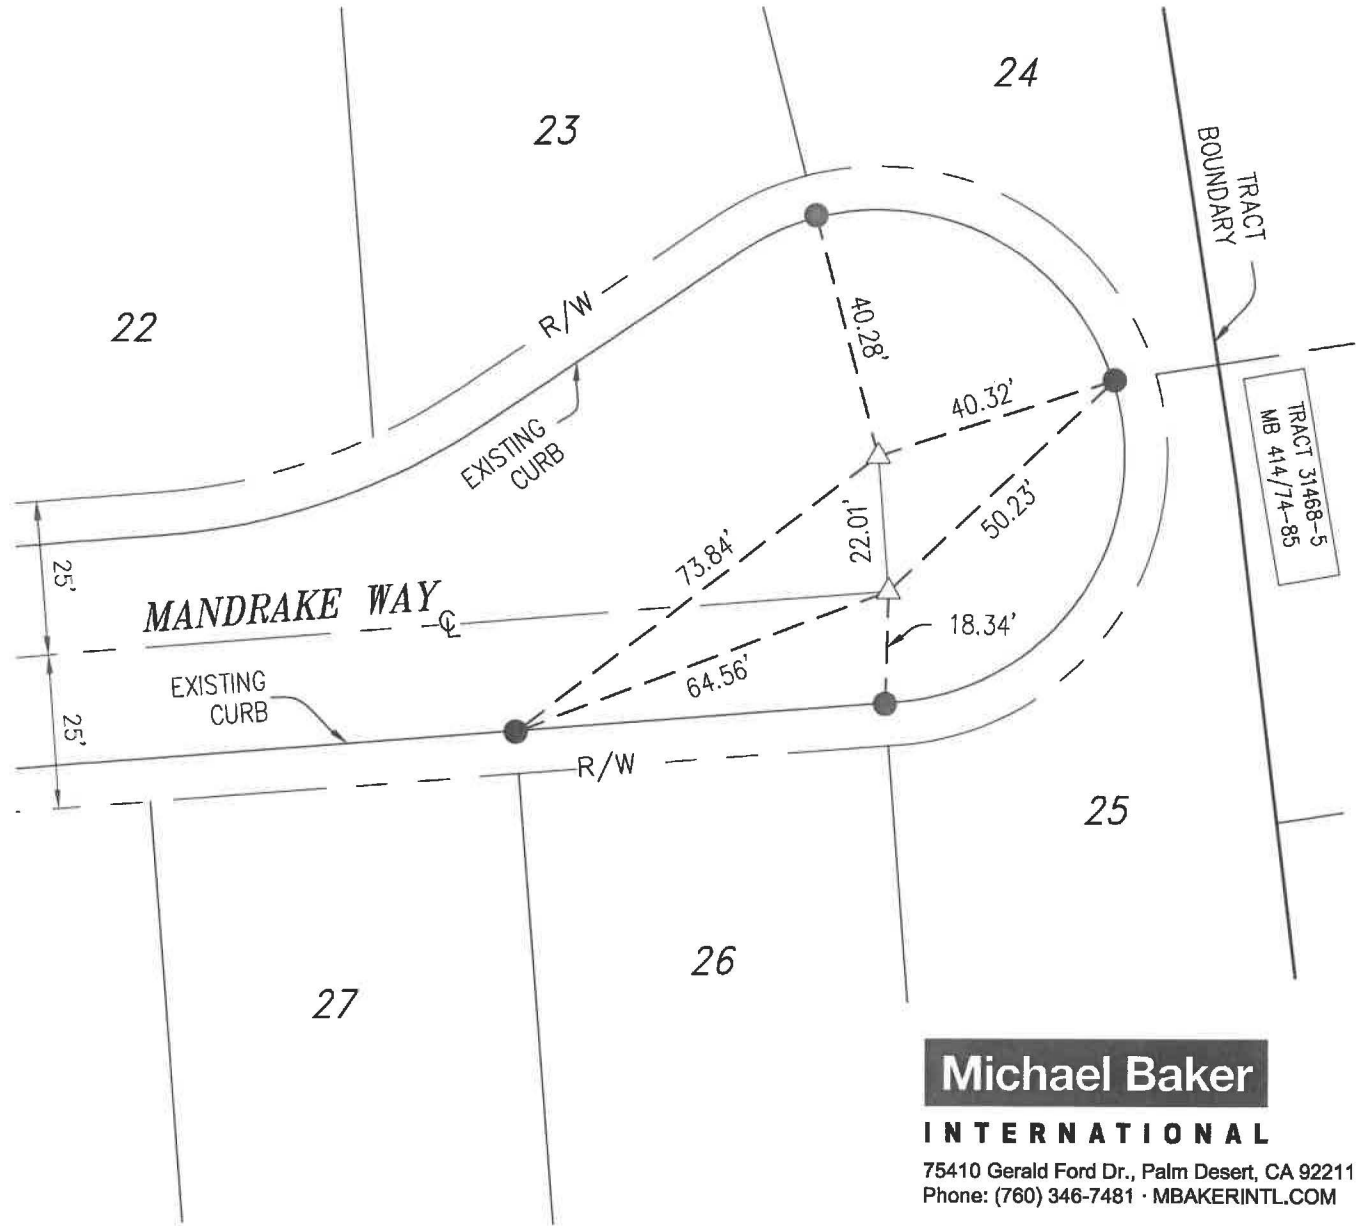 24
23
TRACT
BOUNDARY
22
R/W
40.28'
40.32'
TRACT 31468-5
MB 414/74-85
EXISTING
CURB
50.23'
22.01'
73.84'
25'
MANDRAKE WAY
℄
18.34'
64.56'
EXISTING
CURB
25'
R/W
25
26
27
Michael Baker
INTERNATIONAL
75410 Gerald Ford Dr., Palm Desert, CA 92211
Phone: (760) 346-7481 · MBAKERINTL.COM